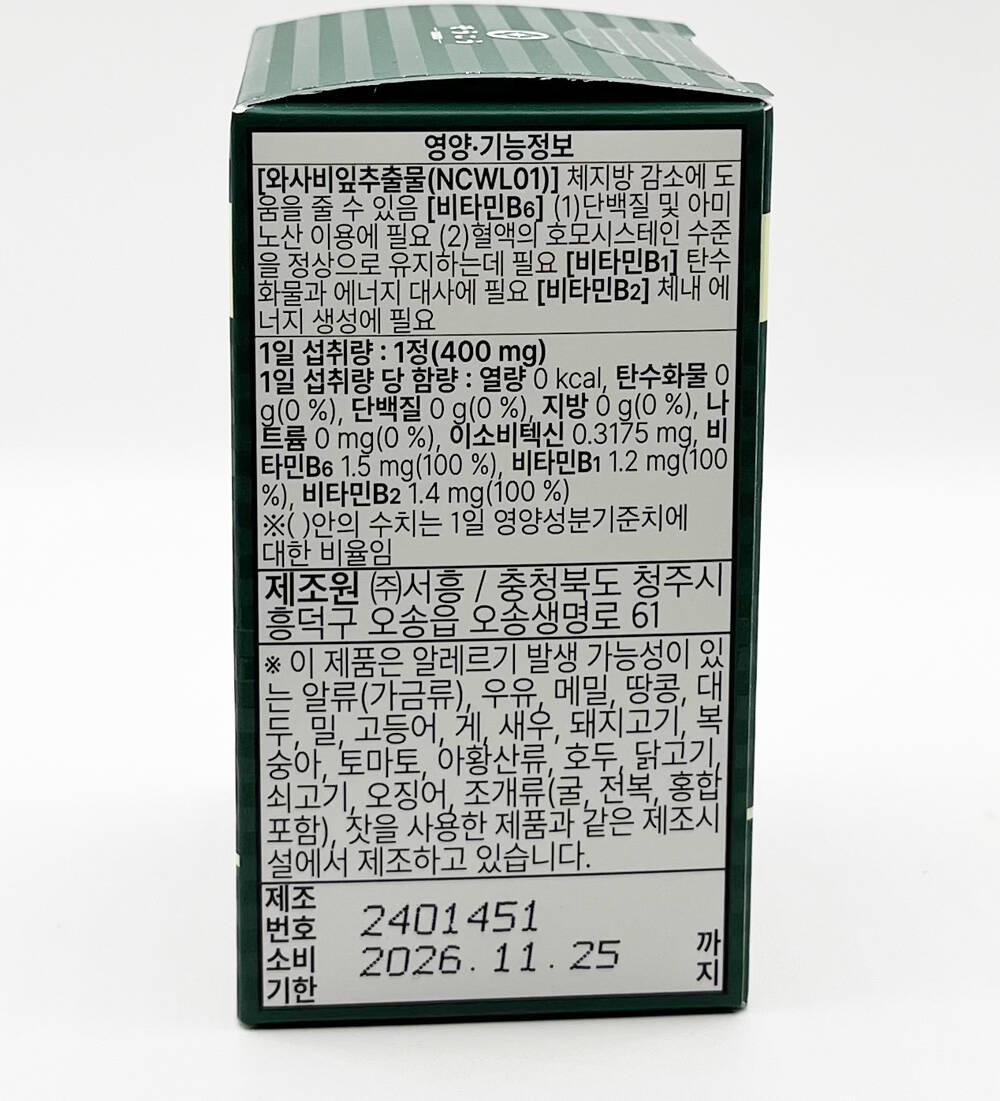 영양·기능정보
[와사비잎추출물(NCWL01)] 체지방 감소에 도
움을 줄 수 있음 [비타민B6] (1)단백질 및 아미
노산 이용에 필요 (2)혈액의 호모시스테인 수준
을 정상으로 유지하는데 필요 [비타민B1] 탄수
화물과 에너지 대사에 필요 [비타민B2] 체내 에
너지 생성에 필요
1일 섭취량 : 1정(400 mg)
1일 섭취량 당 함량 : 열량 0 kcal, 탄수화물 0
g(0 %), 단백질 0 g(0 %), 지방 0 g(0 %), 나
트륨 0 mg(0 %), 이소비텍신 0.3175 mg, 비
타민B6 1.5 mg(100 %), 비타민B1 1.2 mg(100
%), 비타민B2 1.4 mg(100 %)
※( )안의 수치는 1일 영양성분기준치에
대한 비율임
제조원 ㈜서흥 / 충청북도 청주시
흥덕구 오송읍 오송생명로 61
※ 이 제품은 알레르기 발생 가능성이 있
는 알류(가금류), 우유, 메밀, 땅콩, 대
두, 밀, 고등어, 게, 새우, 돼지고기, 복
숭아, 토마토, 아황산류, 호두, 닭고기,
쇠고기, 오징어, 조개류(굴, 전복, 홍합
포함), 잣을 사용한 제품과 같은 제조시
설에서 제조하고 있습니다.
제조
번호 2401451
소비
기한 2026.11.25 까지